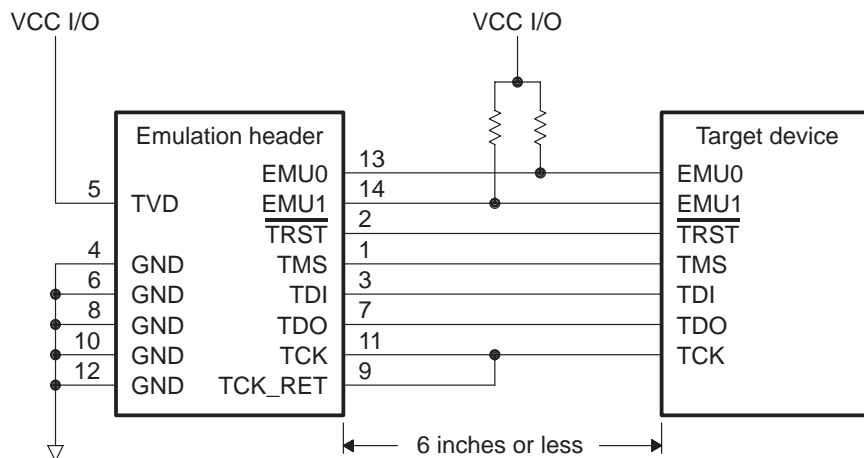 VCC I/O
VCC I/O
Emulation header
Target device
5
TVD
4
GND
6
GND
8
GND
10
GND
12
GND
EMU0
13
EMU1
14
TRST
2
TMS
1
TDI
3
TDO
7
TCK
11
TCK_RET
9
EMU0
EMU1
TRST
TMS
TDI
TDO
TCK
6 inches or less